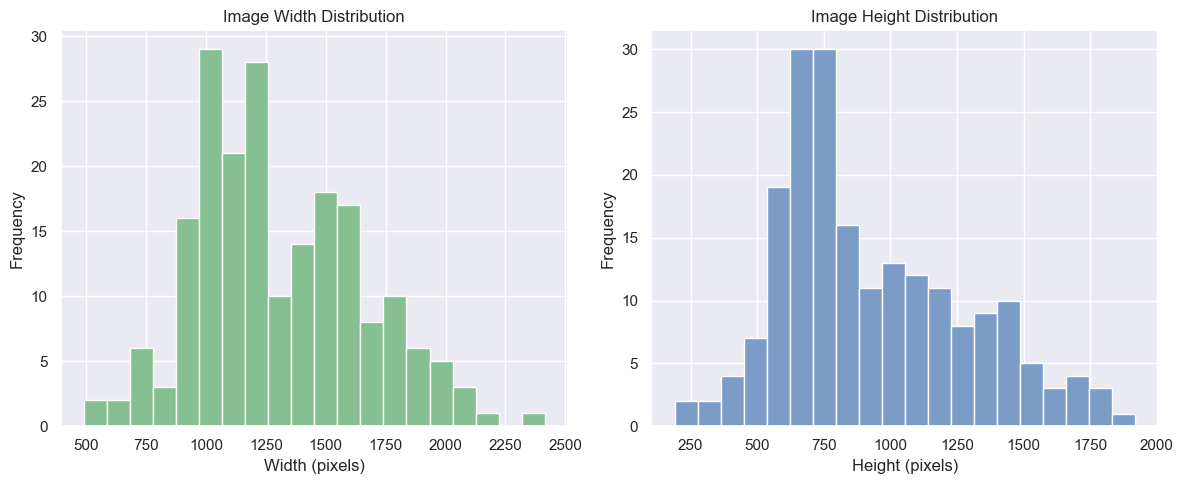 Image Width Distribution
30
25
20
15
10
5
0
Frequency
500 750 1000 1250 1500 1750 2000 2250 2500
Width (pixels)
Image Height Distribution
30
25
20
15
10
5
0
Frequency
250 500 750 1000 1250 1500 1750 2000
Height (pixels)